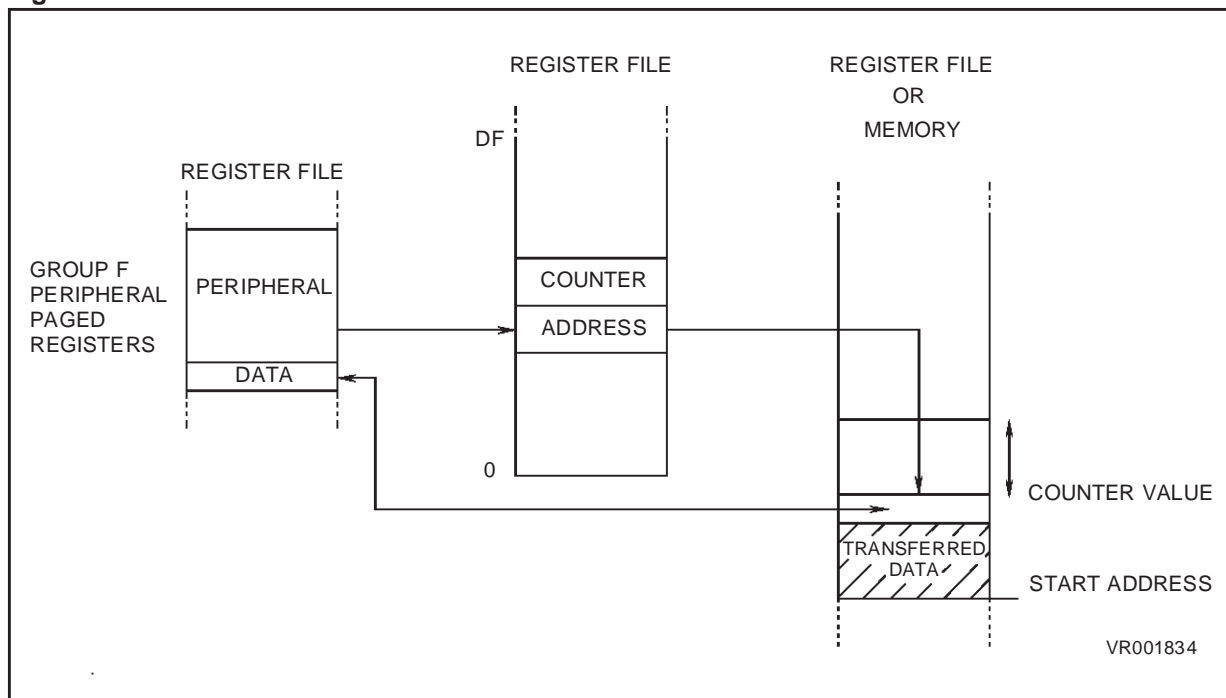 REGISTER FILE
REGISTER FILE
OR
MEMORY
DF
REGISTER FILE
GROUP F
PERIPHERAL
PAGED
REGISTERS
PERIPHERAL
DATA
COUNTER
ADDRESS
0
COUNTER VALUE
TRANSFERRED
DATA
START ADDRESS
VR001834